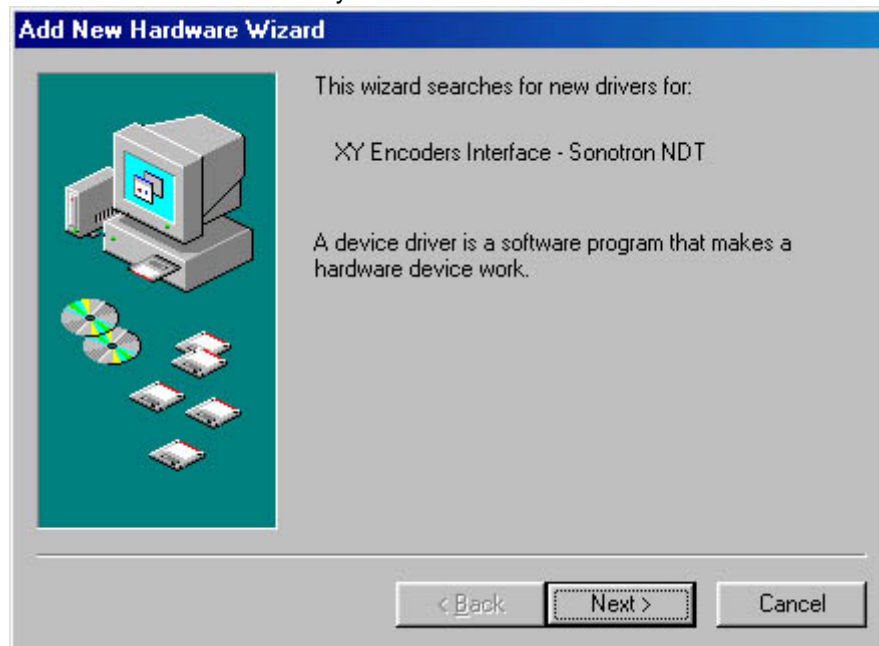 Add New Hardware Wizard
This wizard searches for new drivers for:
XY Encoders Interface - Sonotron NDT
A device driver is a software program that makes a
hardware device work.
< Back
Next >
Cancel